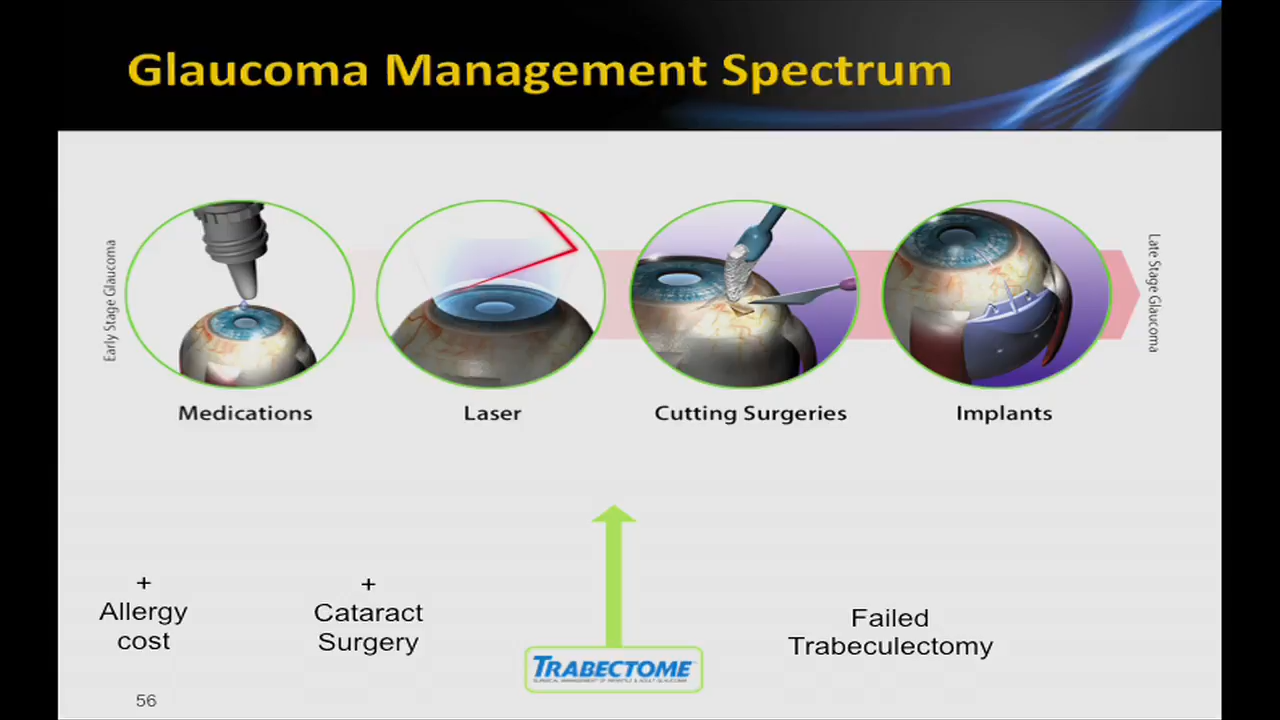 Glaucoma Management Spectrum
Early Stage Glaucoma
Late Stage Glaucoma
Medications
Laser
Cutting Surgeries
Implants
+
Allergy
cost
+
Cataract
Surgery
Failed
Trabeculectomy
TRABECTOME
56